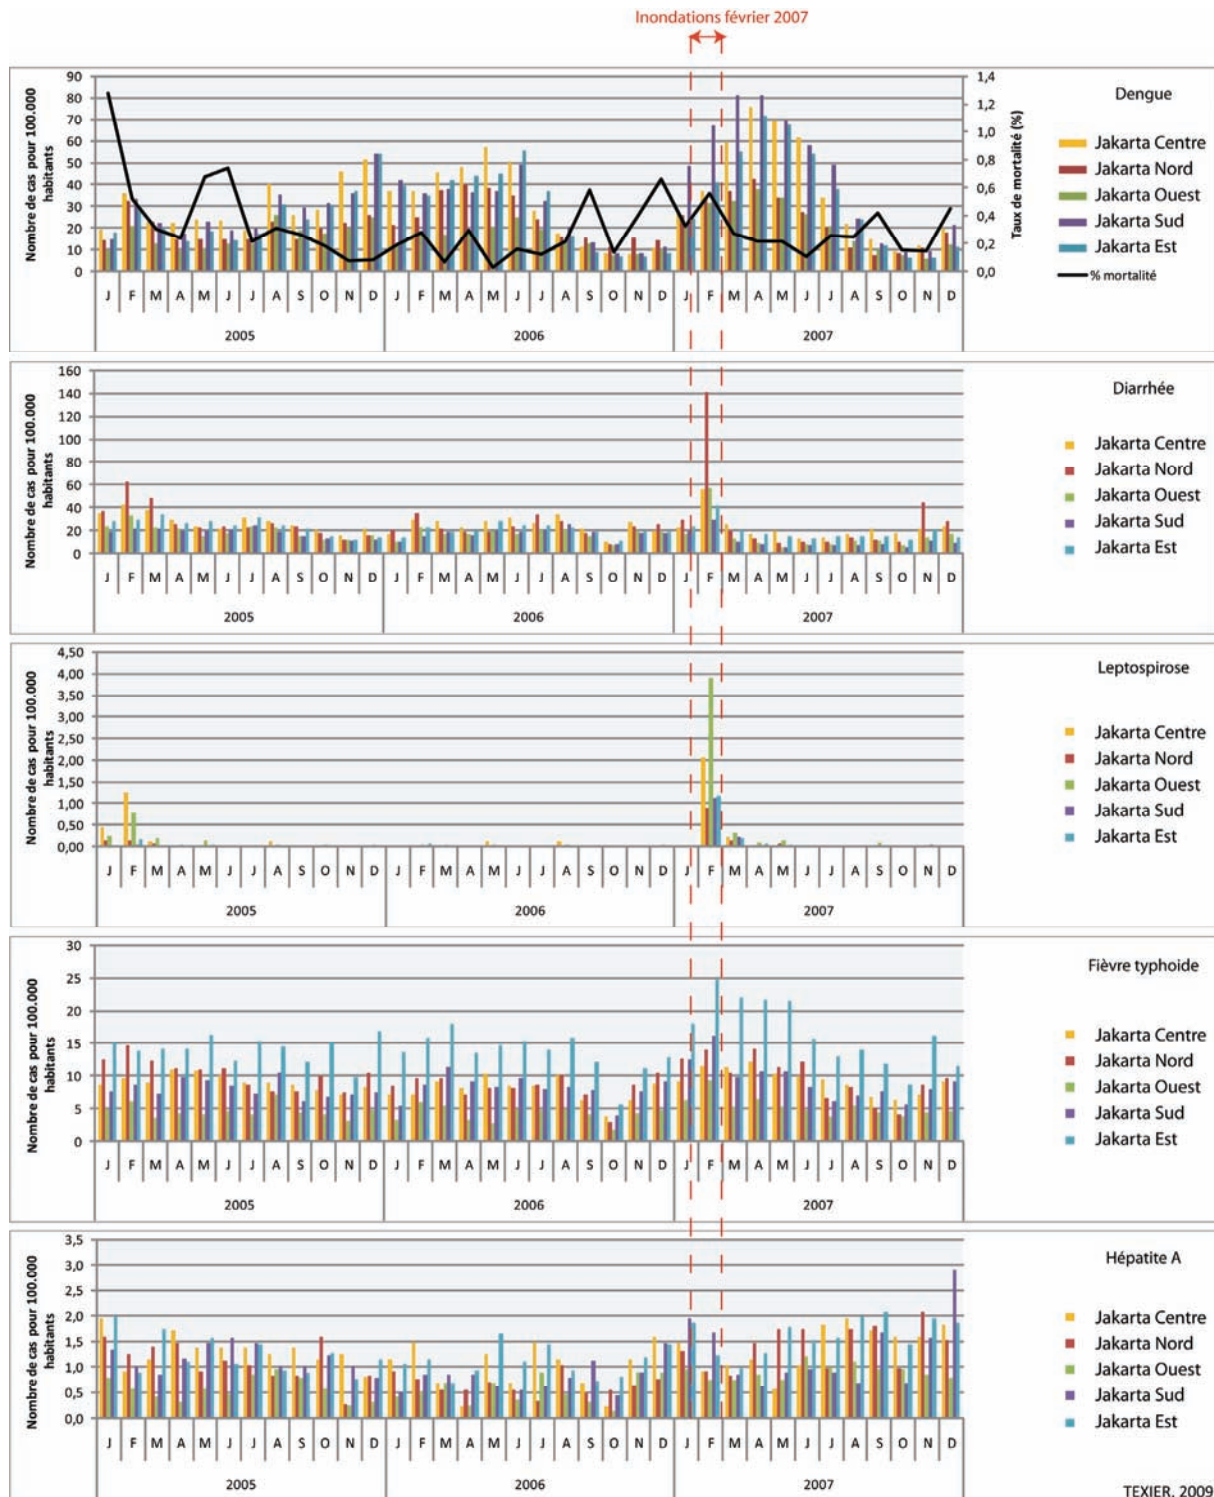 Inondations février 2007
Nombre de cas pour 100.000
habitants
90
80
70
60
50
40
30
20
10
0
1,4
1,2
1,0
0,8
0,6
0,4
0,2
0,0
Taux de mortalité (%)
Dengue
Jakarta Centre
Jakarta Nord
Jakarta Ouest
Jakarta Sud
Jakarta Est
% mortalité
J F M A M J J A S O N D J F M A M J J A S O N D J F M A M J J A S O N D
2005 2006 2007
Nombre de cas pour 100.000
habitants
160
140
120
100
80
60
40
20
0
Diarrhée
Jakarta Centre
Jakarta Nord
Jakarta Ouest
Jakarta Sud
Jakarta Est
J F M A M J J A S O N D J F M A M J J A S O N D J F M A M J J A S O N D
2005 2006 2007
Nombre de cas pour 100.000
habitants
4,50
4,00
3,50
3,00
2,50
2,00
1,50
1,00
0,50
0,00
Leptospirose
Jakarta Centre
Jakarta Nord
Jakarta Ouest
Jakarta Sud
Jakarta Est
J F M A M J J A S O N D J F M A M J J A S O N D J F M A M J J A S O N D
2005 2006 2007
Nombre de cas pour 100.000
habitants
30
25
20
15
10
5
0
Fièvre typhoide
Jakarta Centre
Jakarta Nord
Jakarta Ouest
Jakarta Sud
Jakarta Est
J F M A M J J A S O N D J F M A M J J A S O N D J F M A M J J A S O N D
2005 2006 2007
Nombre de cas pour 100.000
habitants
3,5
3,0
2,5
2,0
1,5
1,0
0,5
0,0
Hépatite A
Jakarta Centre
Jakarta Nord
Jakarta Ouest
Jakarta Sud
Jakarta Est
J F M A M J J A S O N D J F M A M J J A S O N D J F M A M J J A S O N D
2005 2006 2007
TEXIER, 2009